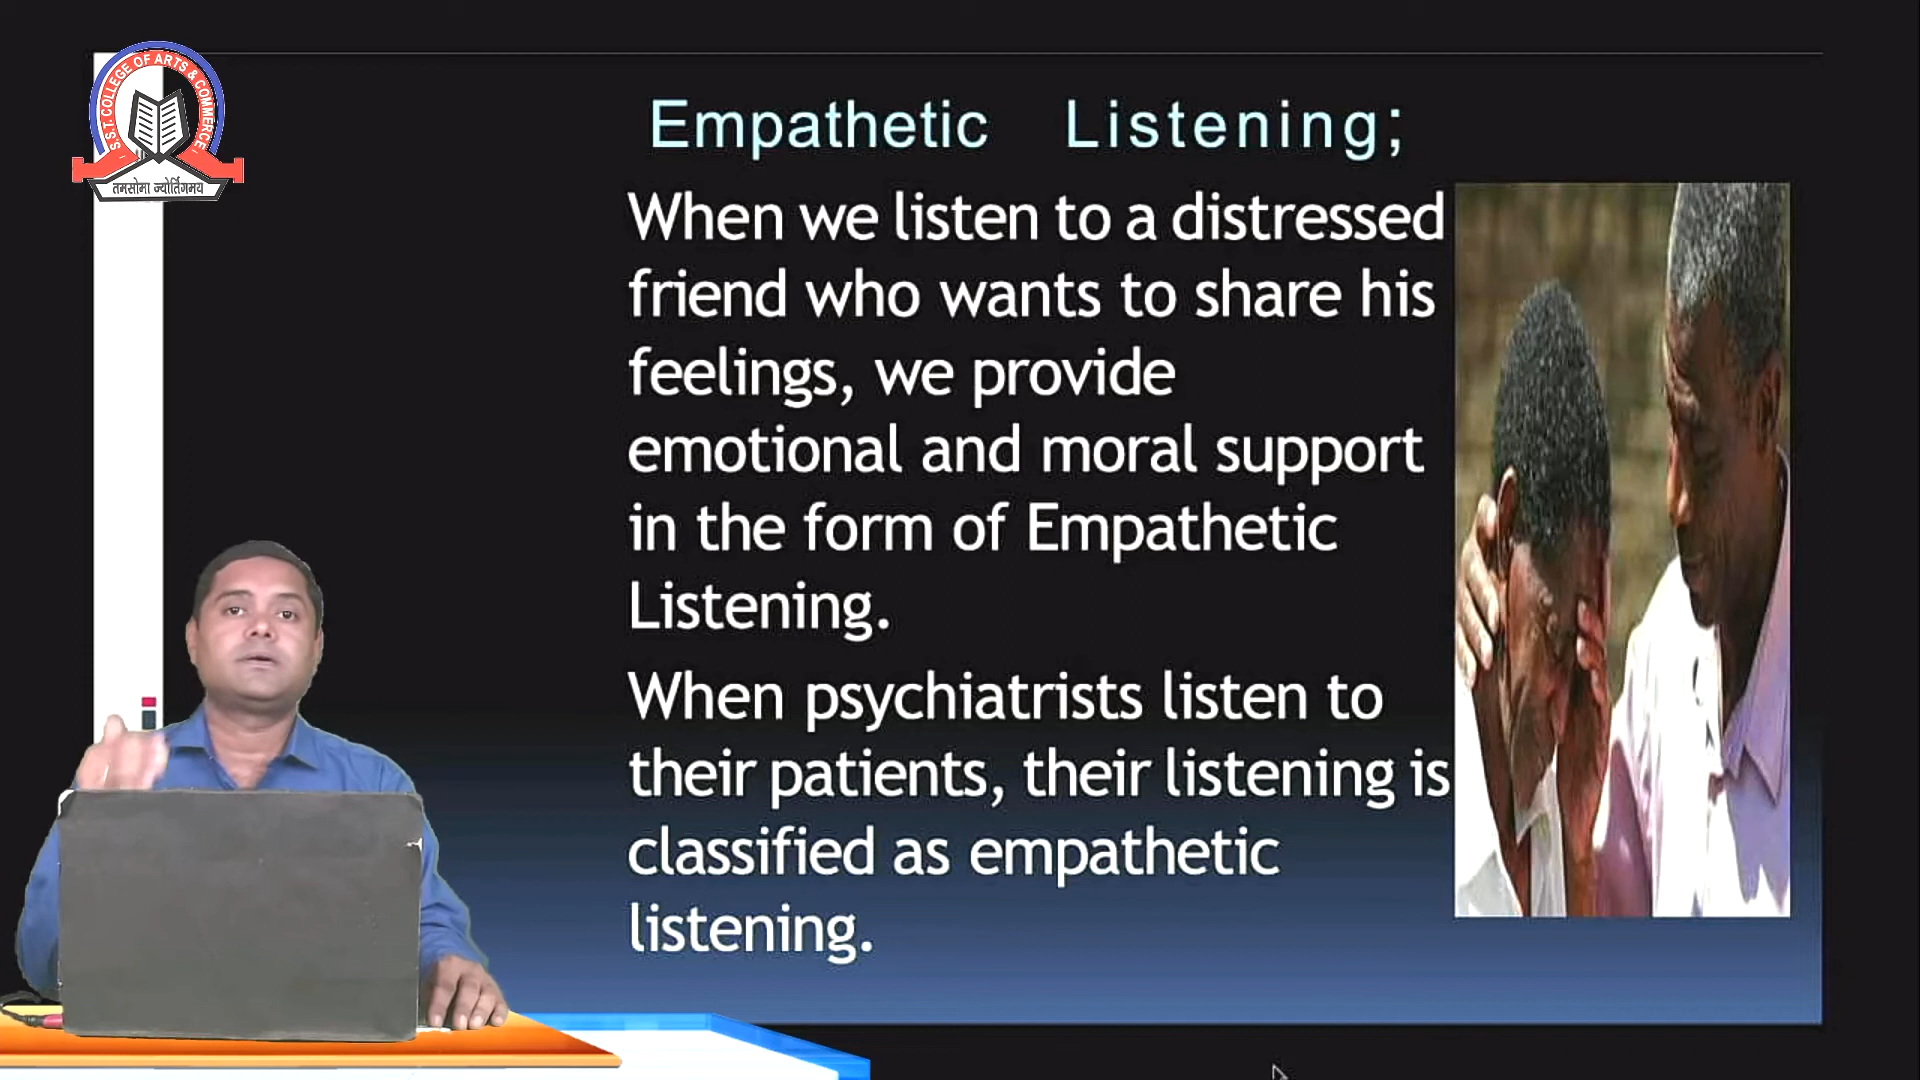 S.S.T. COLLEGE OF ARTS & COMMERCE
तमसोमा ज्योर्तिगमय
Empathetic Listening;
When we listen to a distressed
friend who wants to share his
feelings, we provide
emotional and moral support
in the form of Empathetic
Listening.
When psychiatrists listen to
their patients, their listening is
classified as empathetic
listening.